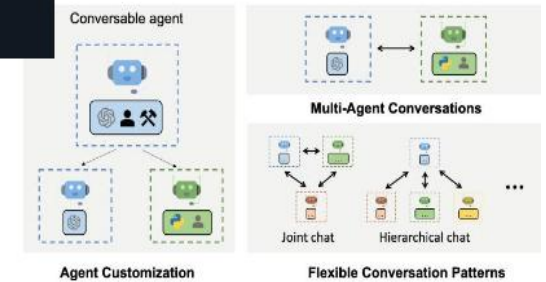 Conversable agent
Agent Customization
Multi-Agent Conversations
Joint chat
Hierarchical chat
...
Flexible Conversation Patterns